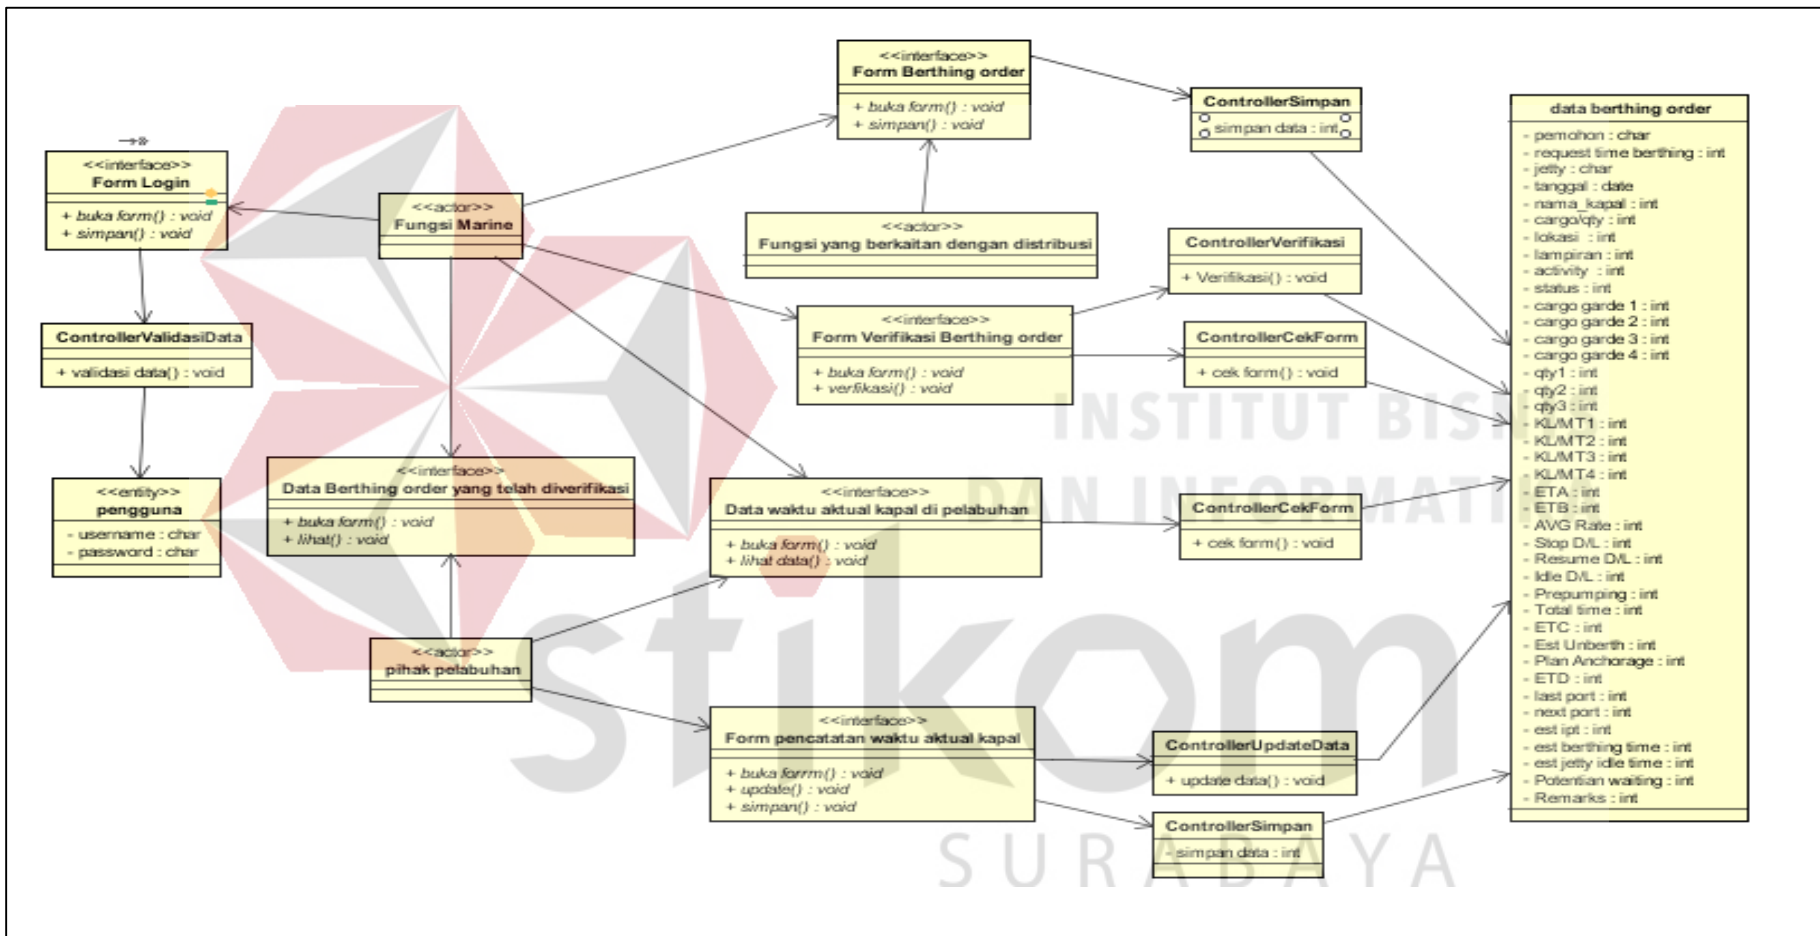 <<interface>>
Form Login
+ buka form() : void
+ simpan() : void
ControllerValidasiData
+ validasi data() : void
<<entity>>
pengguna
- username : char
- password : char
<<actor>>
Fungsi Marine
<<interface>>
Data Berthing order yang telah diverifikasi
+ buka form() : void
+ lihat() : void
<<actor>>
pihak pelabuhan
<<interface>>
Form Berthing order
+ buka form() : void
+ simpan() : void
<<actor>>
Fungsi yang berkaitan dengan distribusi
<<interface>>
Form Verifikasi Berthing order
+ buka form() : void
+ verfikasi() : void
<<interface>>
Data waktu aktual kapal di pelabuhan
+ buka form() : void
+ lihat data() : void
<<interface>>
Form pencatatan waktu aktual kapal
+ buka forrm() : void
+ update() : void
+ simpan() : void
ControllerSimpan
simpan data : int
ControllerVerifikasi
+ Verifikasi() : void
ControllerCekForm
+ cek form() : void
ControllerCekForm
+ cek form() : void
ControllerUpdateData
+ update data() : void
ControllerSimpan
- simpan data : int
data berthing order
- pemohon : char
- request time berthing : int
- jetty : char
- tanggal : date
- nama_kapal : int
- cargo/qty : int
- lokasi : int
- lampiran : int
- activity : int
- status : int
- cargo garde 1 : int
- cargo garde 2 : int
- cargo garde 3 : int
- cargo garde 4 : int
- qty1 : int
- qty2 : int
- qty3 : int
- KL/MT1 : int
- KL/MT2 : int
- KL/MT3 : int
- KL/MT4 : int
- ETA : int
- ETB : int
- AVG Rate : int
- Stop D/L : int
- Resume D/L : int
- Idle D/L : int
- Prepumping : int
- Total time : int
- ETC : int
- Est Unberth : int
- Plan Anchorage : int
- ETD : int
- last port : int
- next port : int
- est ipt : int
- est berthing time : int
- est jetty idle time : int
- Potentian waiting : int
- Remarks : int
INSTITUT BISNIS
DAN INFORMATIKA
stikom
SURABAYA